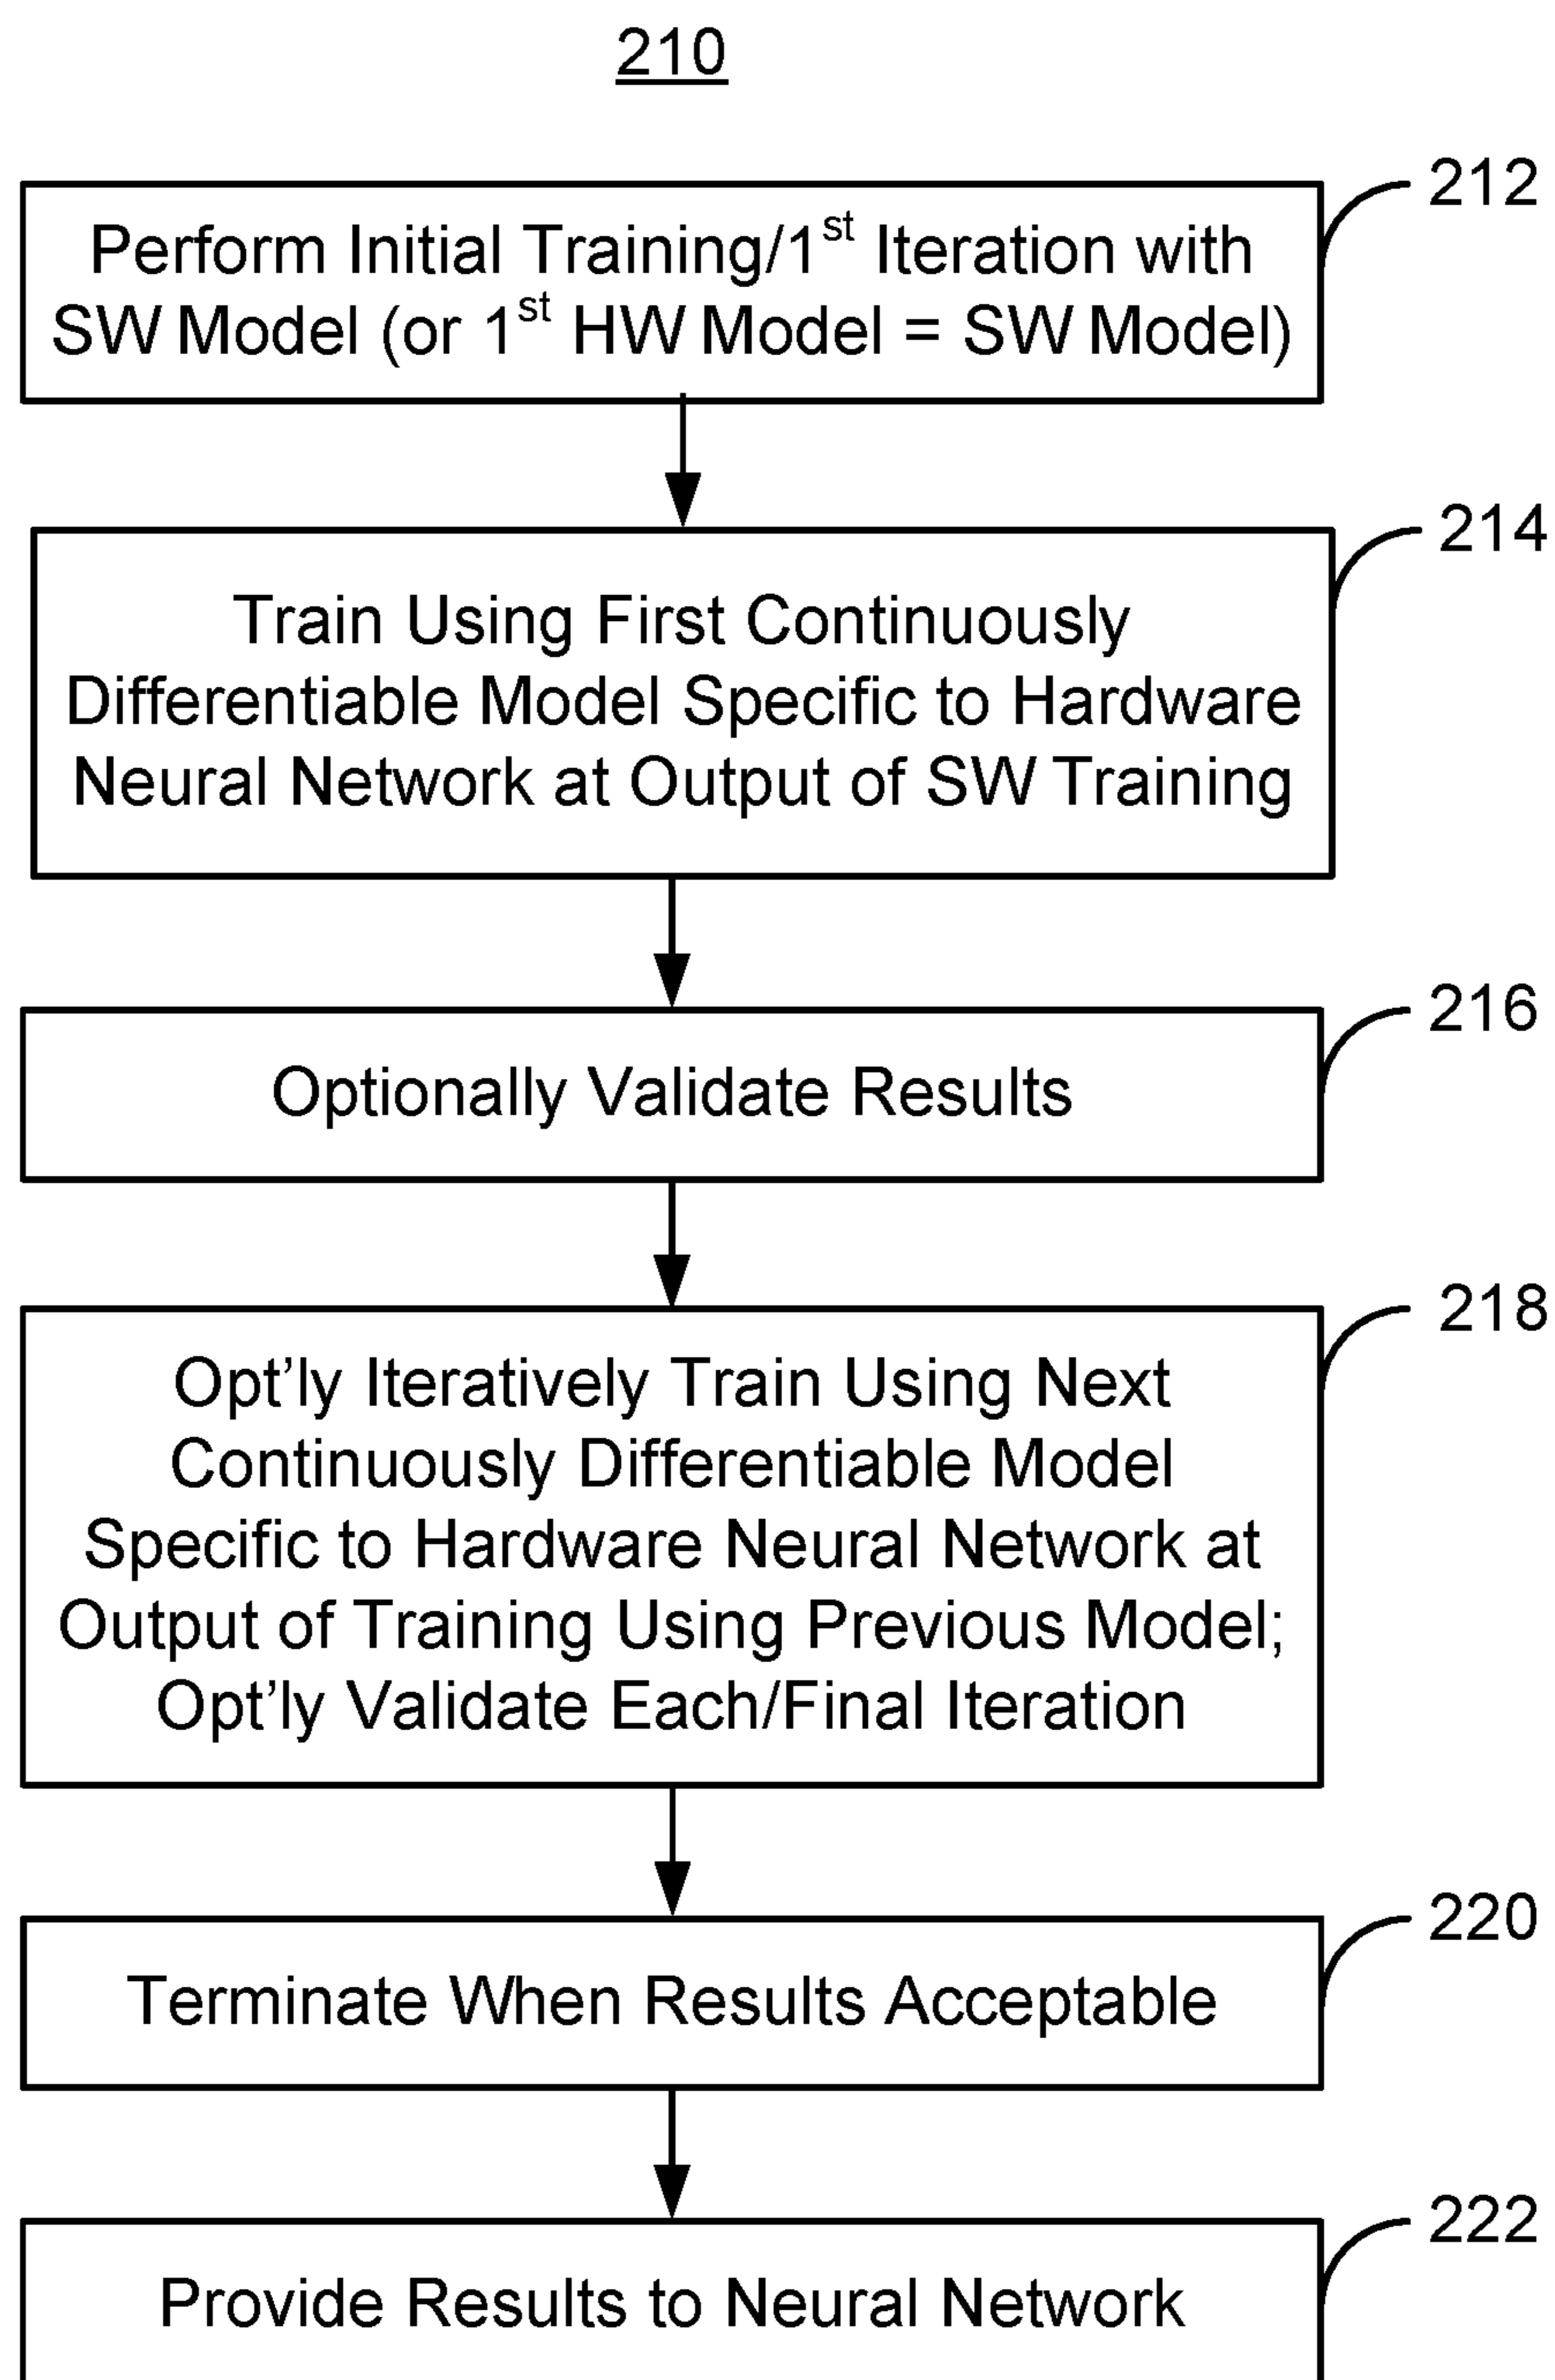 210
212
Perform Initial Training/1st Iteration with
SW Model (or 1st HW Model = SW Model)
214
Train Using First Continuously
Differentiable Model Specific to Hardware
Neural Network at Output of SW Training
216
Optionally Validate Results
218
Opt’ly Iteratively Train Using Next
Continuously Differentiable Model
Specific to Hardware Neural Network at
Output of Training Using Previous Model;
Opt’ly Validate Each/Final Iteration
220
Terminate When Results Acceptable
222
Provide Results to Neural Network